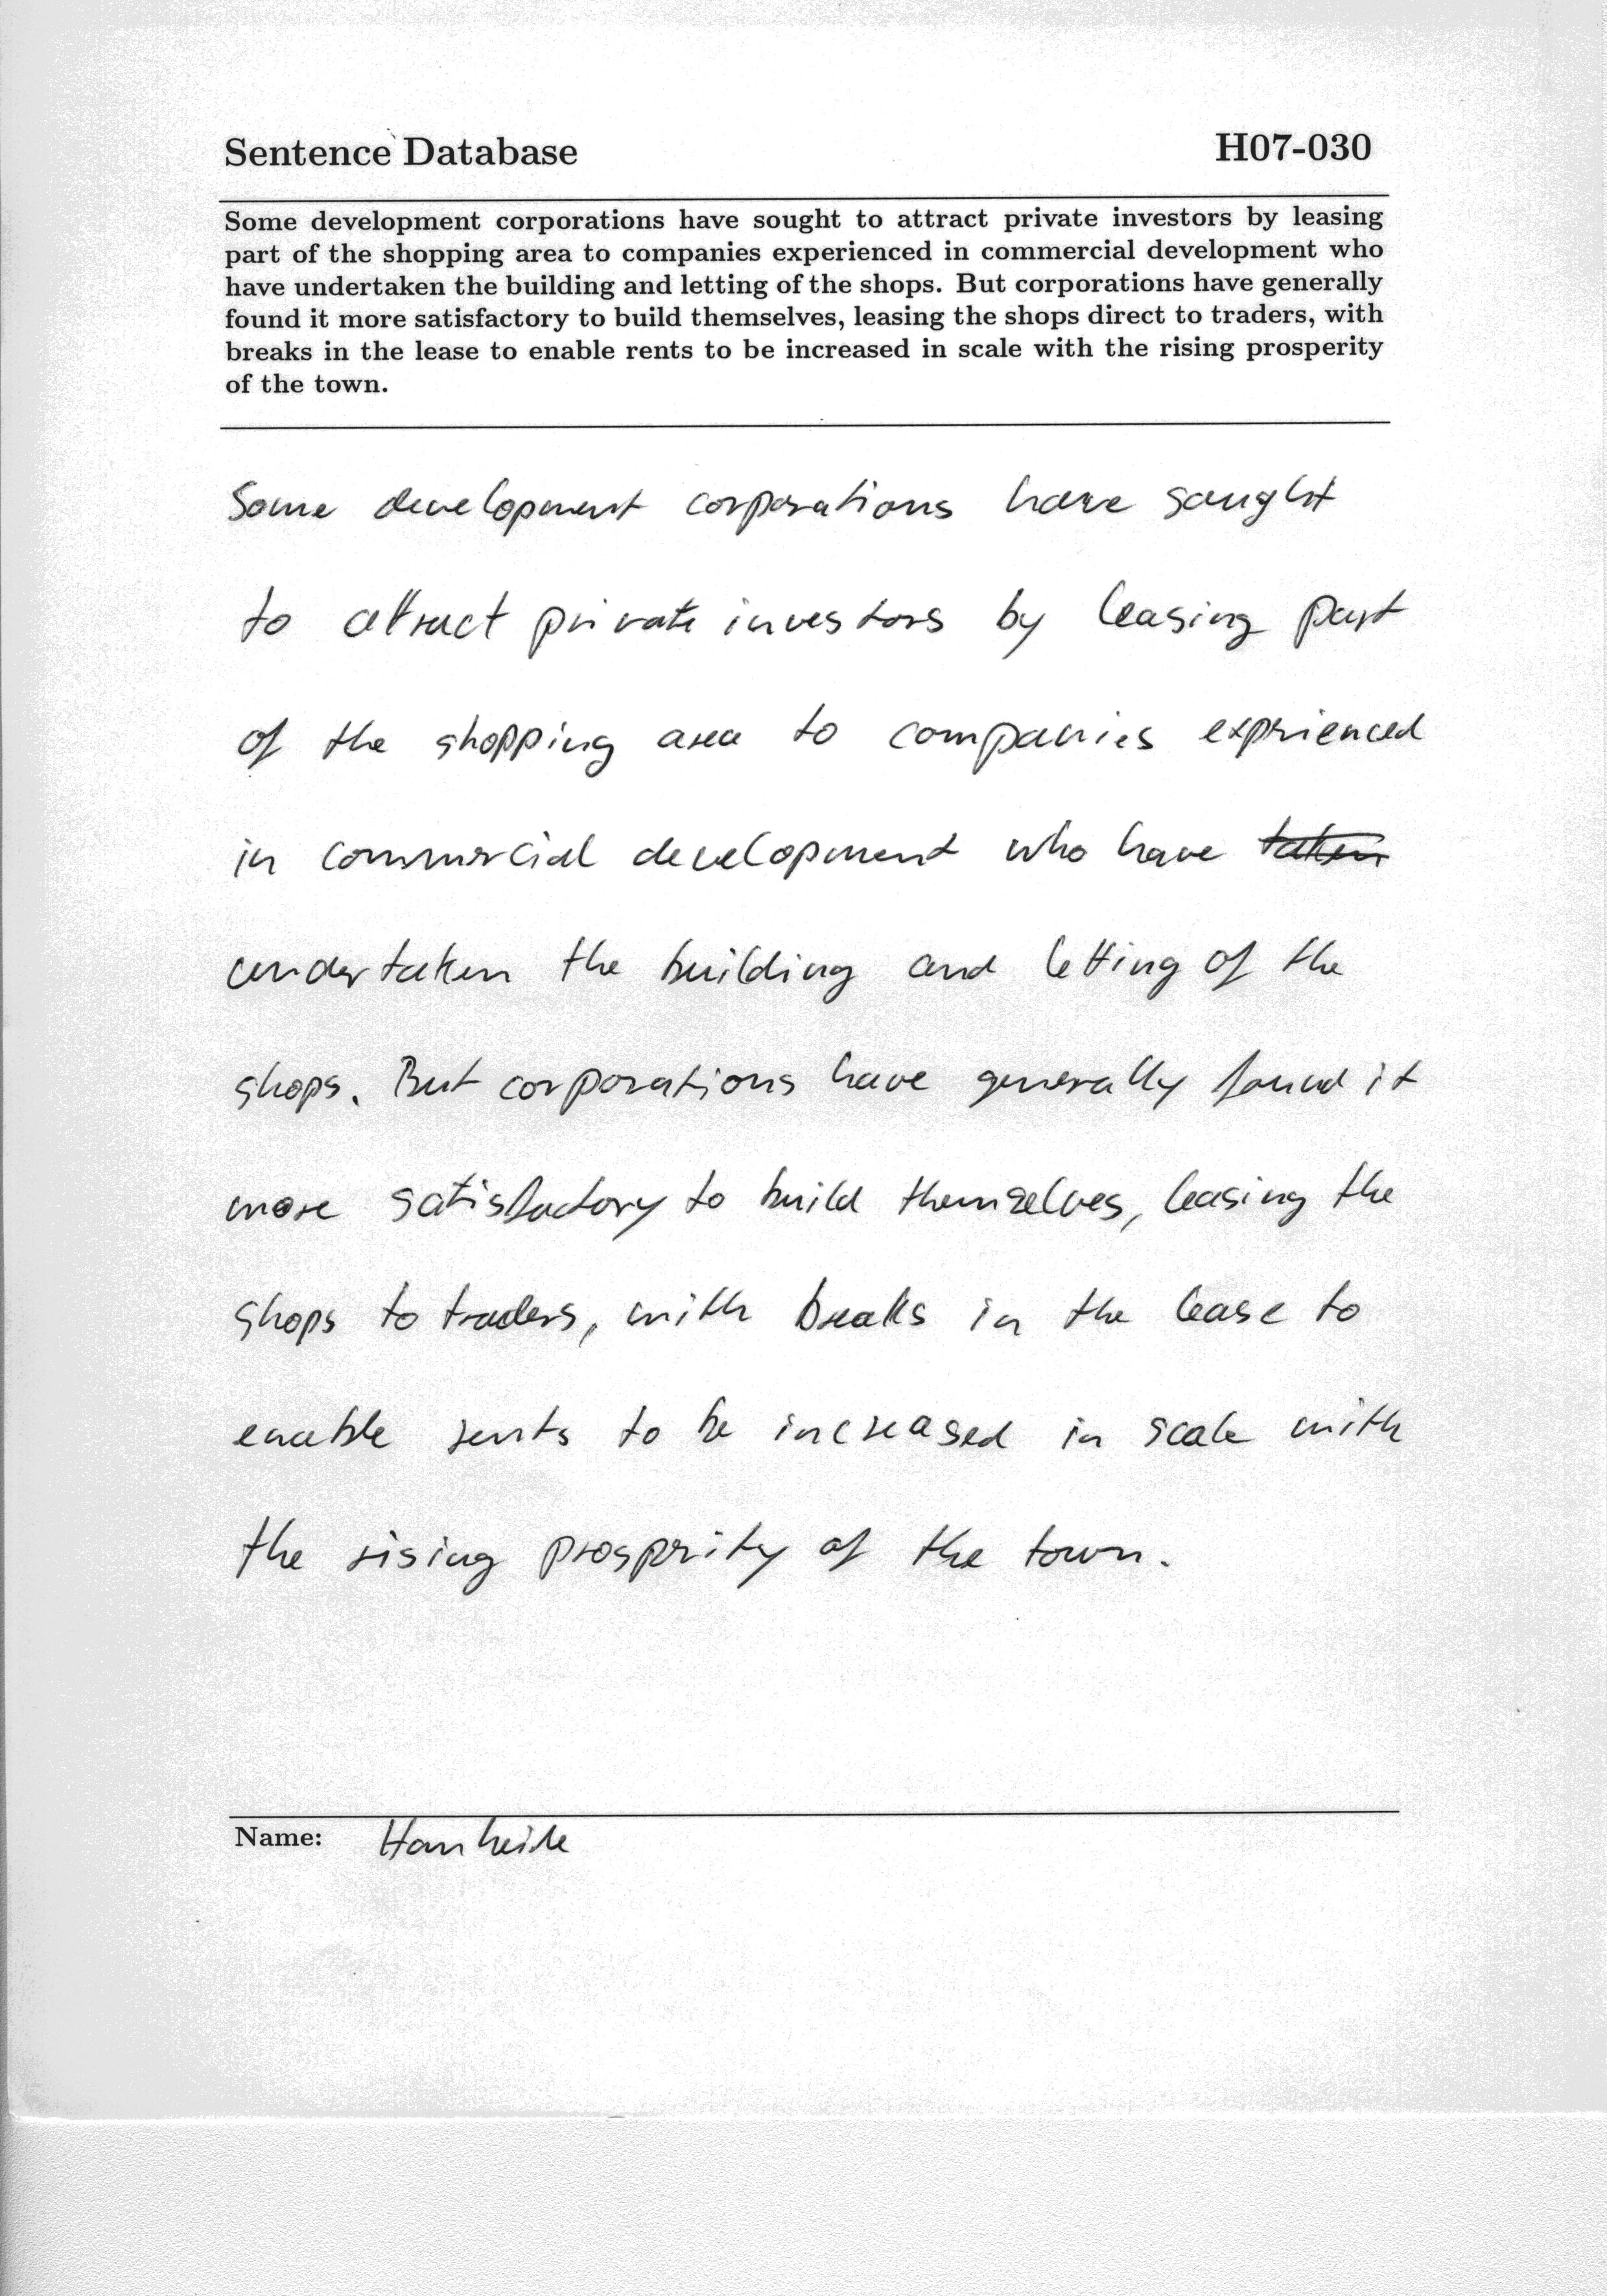 Sentence Database H07-030
Some development corporations have sought to attract private investors by leasing
part of the shopping area to companies experienced in commercial development who
have undertaken the building and letting of the shops. But corporations have generally
found it more satisfactory to build themselves, leasing the shops direct to traders, with
breaks in the lease to enable rents to be increased in scale with the rising prosperity
of the town.
Some development corporations have sought
to attract private investors by leasing part
of the shopping area to companies exprienced
in commercial development who have taken
undertaken the building and letting of the
shops. But corporations have generally found it
more satisfactory to build themselves, leasing the
shops to traders, with breaks in the lease to
enable rents to be increased in scale with
the rising prosperity of the town.
Name: Hanheide